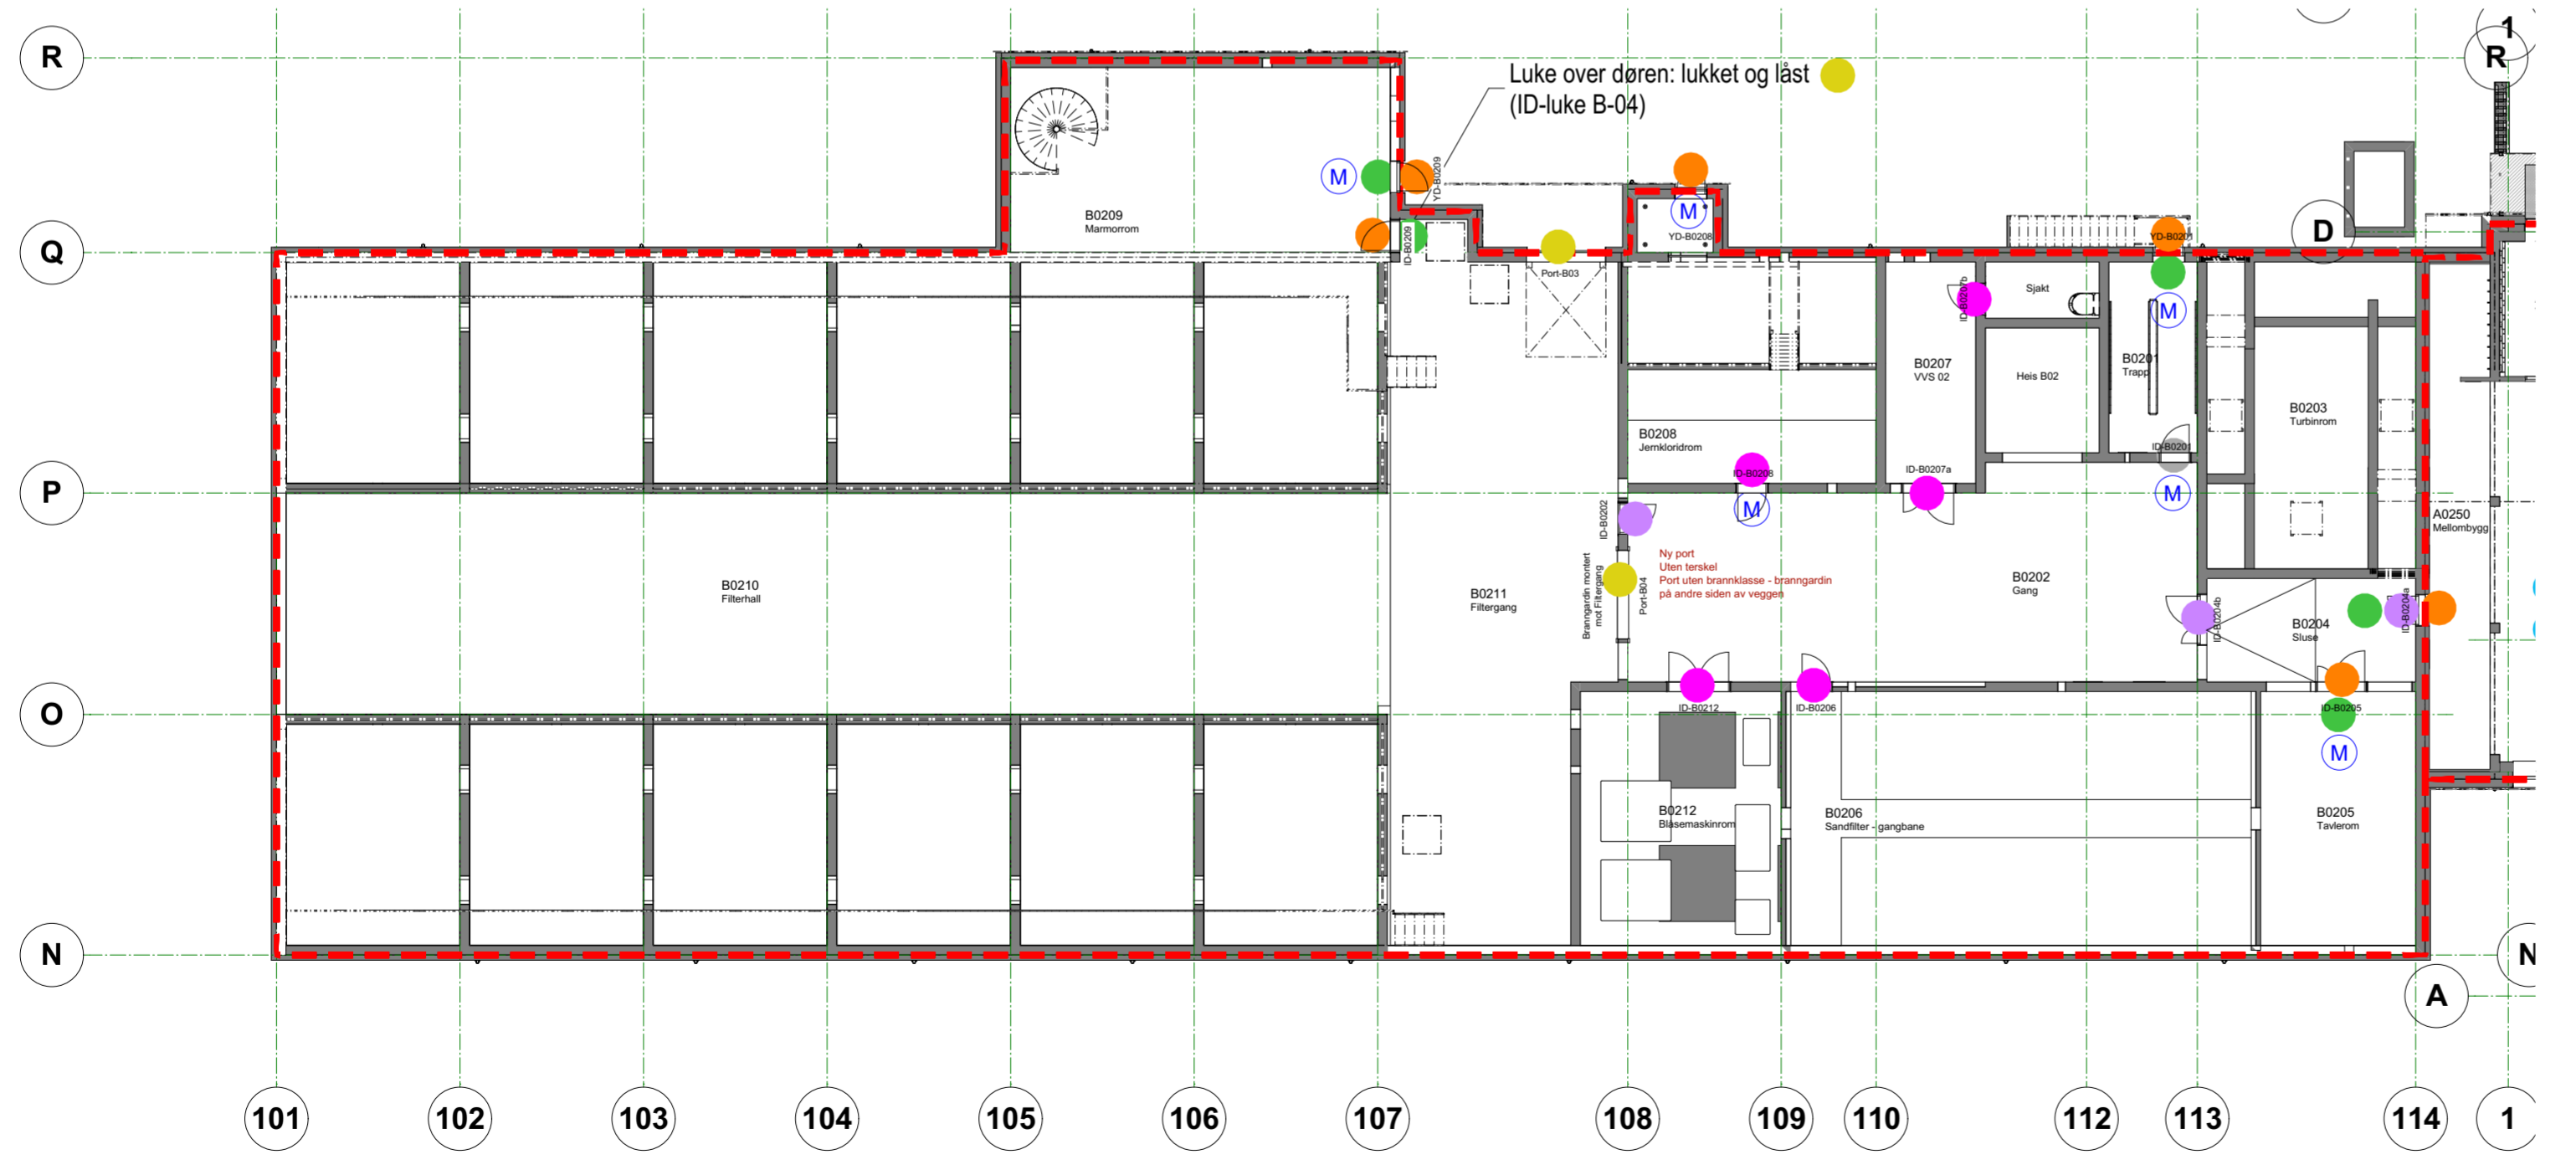 1
R
R
Luke over døren: lukket og låst
(ID-luke B-04)
M
YD-B0209
B0209
Marmorrom
M
YD-B0208
YD-B0201
Q
D
ID-B0209
Port-B03
ID-B0207b
Sjakt
M
B0207
VVS 02
Heis B02
B0201
Trapp
B0203
Turbinrom
B0208
Jernkloridrom
ID-B0201
ID-B0208
ID-B0207a
P
M
M
ID-B0202
A0250
Mellombygg
Ny port
Uten terskel
Port uten brannklasse - branngardin
på andre siden av veggen
Branngardin montert
mot Filtergang
Port-B04
B0210
Filterhall
B0211
Filtergang
B0202
Gang
ID-B0204b
B0204
Sluse
ID-B0204a
O
ID-B0212
ID-B0206
ID-B0205
M
B0212
Blåsemaskinrom
B0206
Sandfilter - gangbane
B0205
Tavlerom
N
N
A
101
102
103
104
105
106
107
108
109
110
112
113
114
1